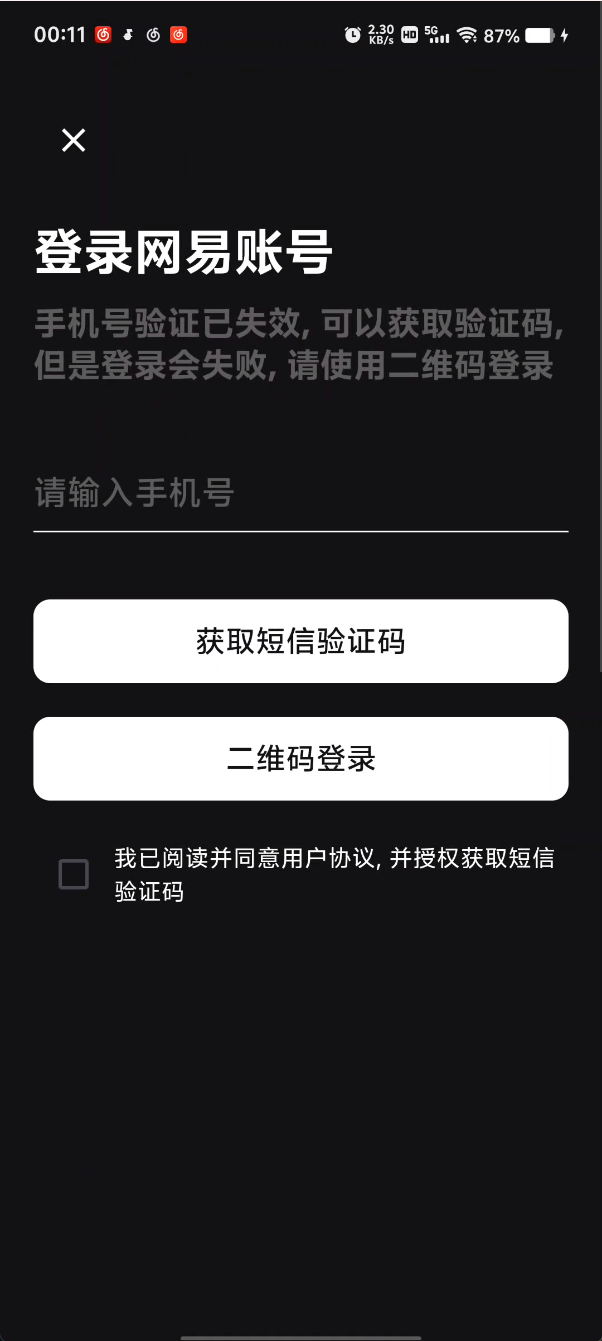 00:11 2.30 KB/s HD 5G 87%
登录网易账号
手机号验证已失效, 可以获取验证码,
但是登录会失败, 请使用二维码登录
请输入手机号
获取短信验证码
二维码登录
我已阅读并同意用户协议, 并授权获取短信
验证码